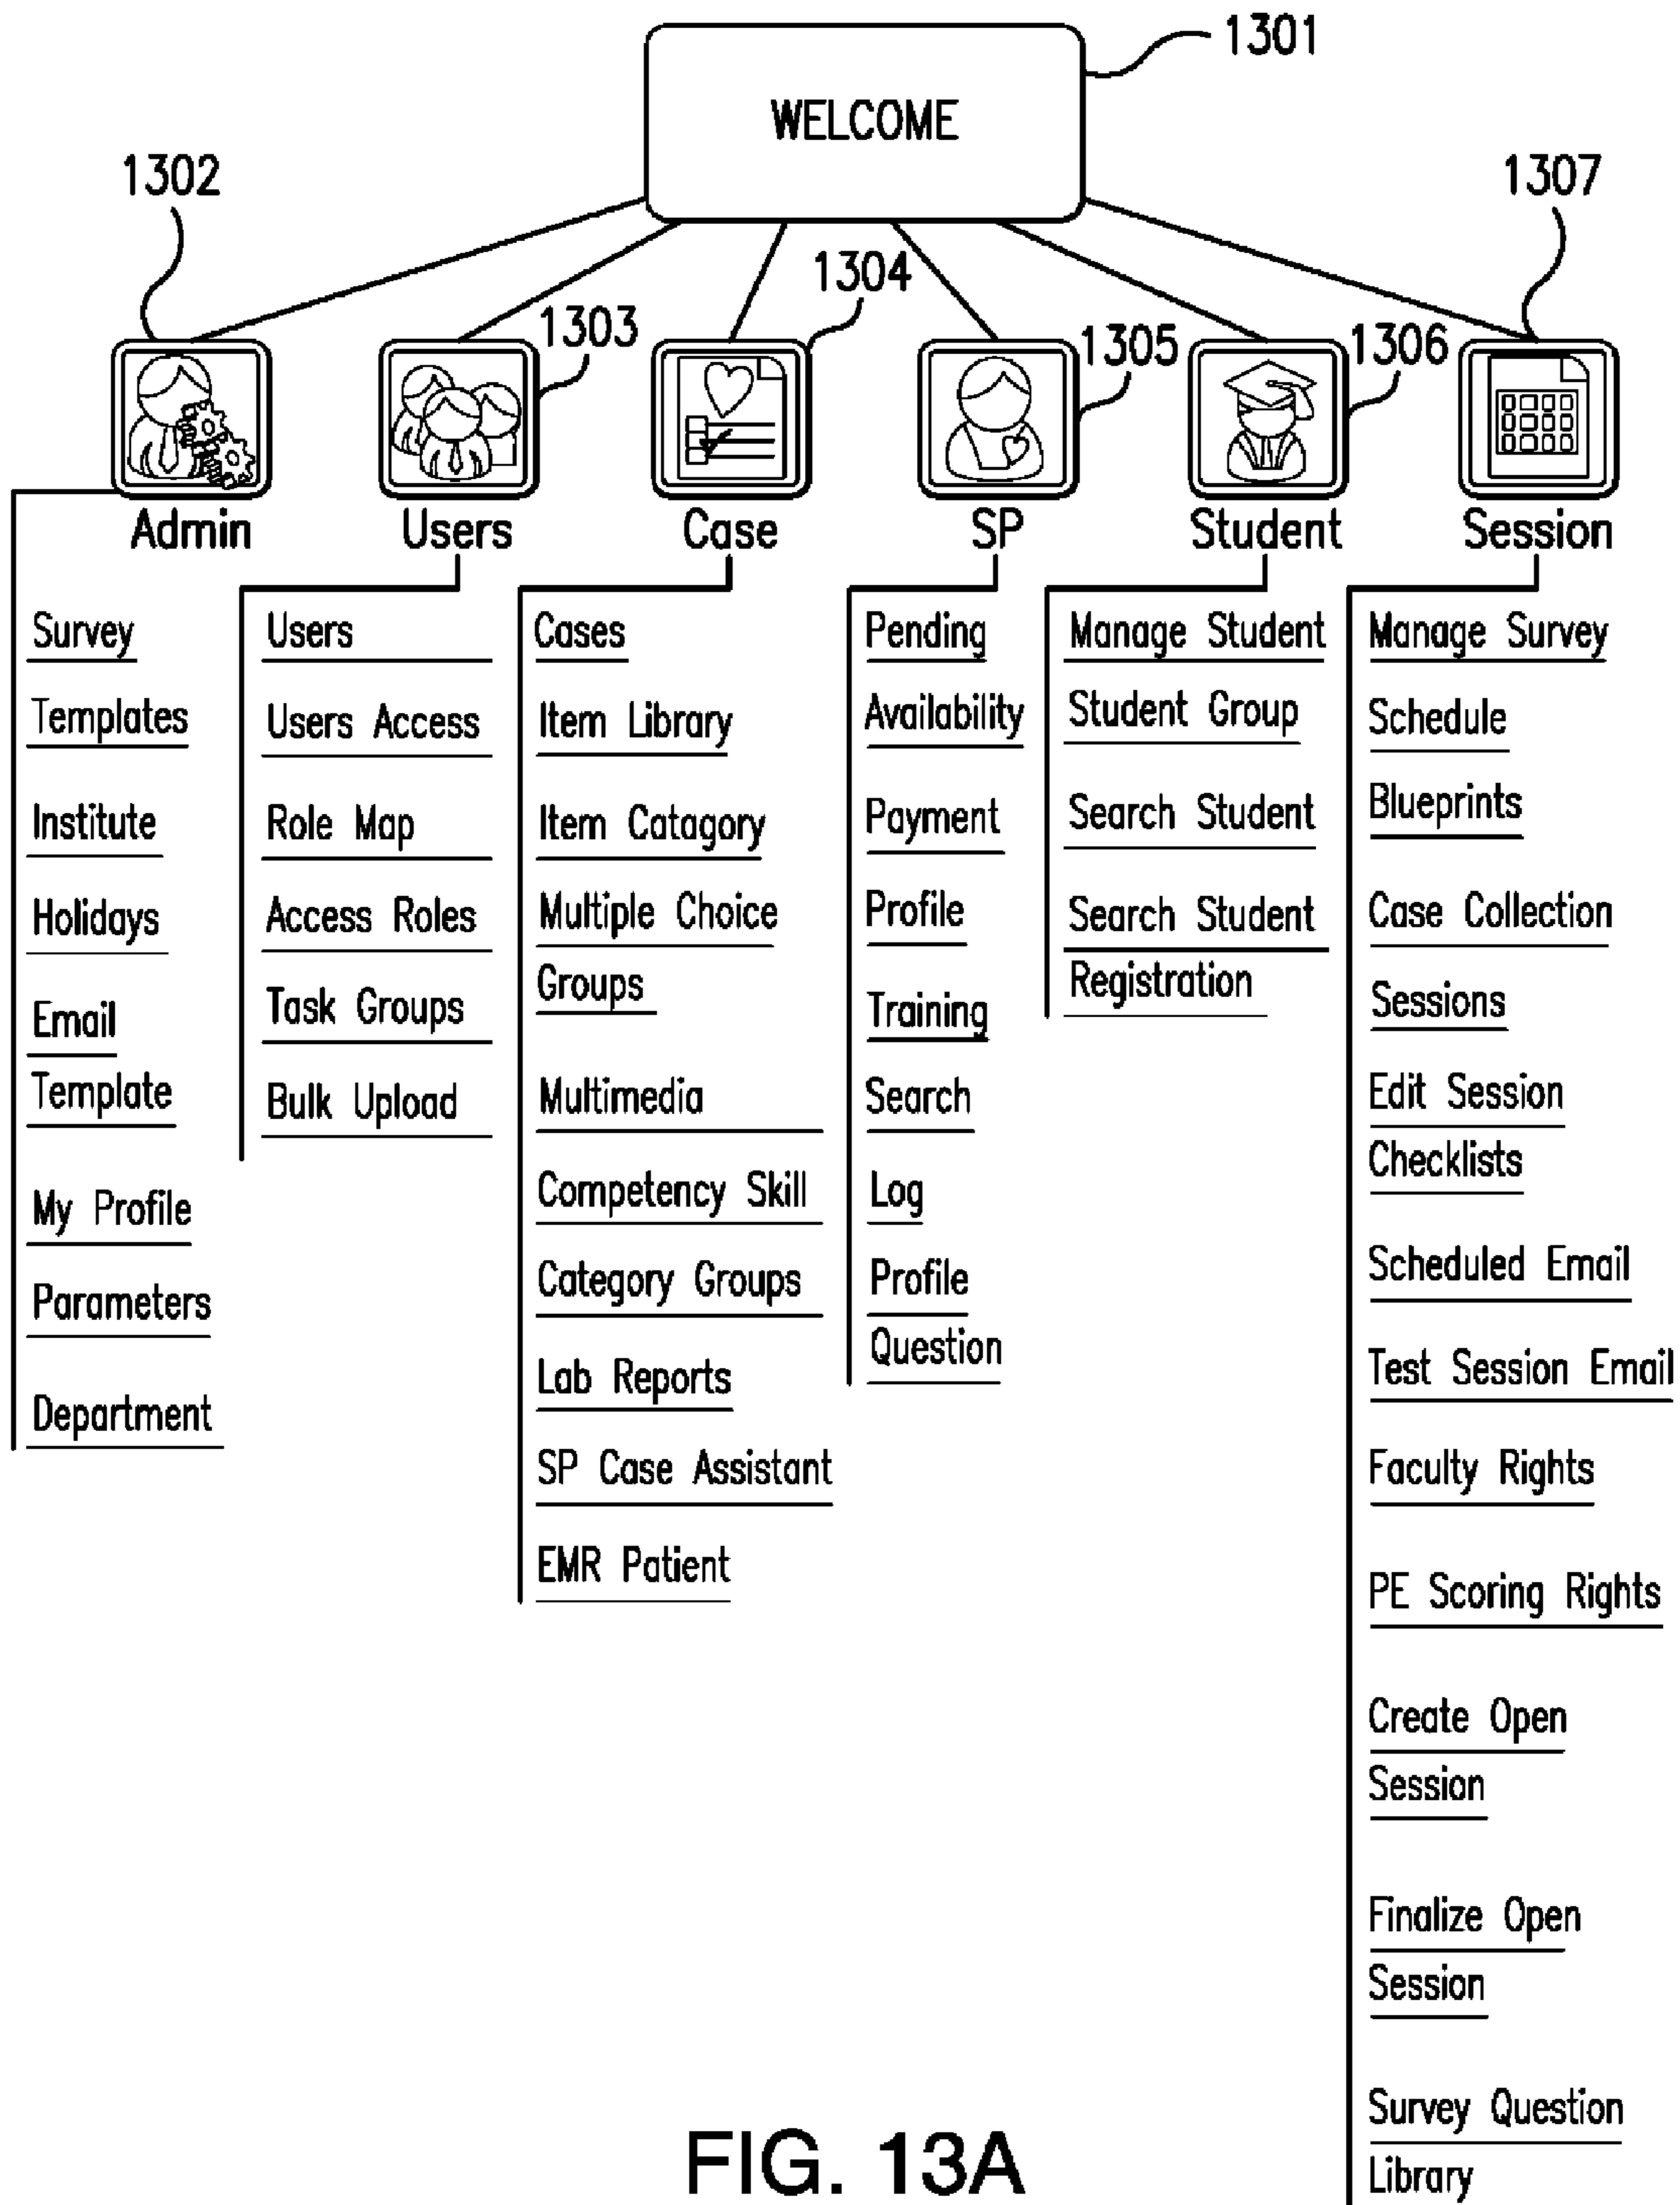 1301
WELCOME
1302
1307
1304
1303
1305
1306
Admin
Users
Case
SP
Student
Session
Survey
Templates
Institute
Holidays
Email
Template
My Profile
Parameters
Department
Users
Users Access
Role Map
Access Roles
Task Groups
Bulk Upload
Cases
Item Library
Item Catagory
Multiple Choice
Groups
Multimedia
Competency Skill
Category Groups
Lab Reports
SP Case Assistant
EMR Patient
Pending
Availability
Payment
Profile
Training
Search
Log
Profile
Question
Manage Student
Student Group
Search Student
Search Student
Registration
Manage Survey
Schedule
Blueprints
Case Collection
Sessions
Edit Session
Checklists
Scheduled Email
Test Session Email
Faculty Rights
PE Scoring Rights
Create Open
Session
Finalize Open
Session
Survey Question
Library
FIG. 13A